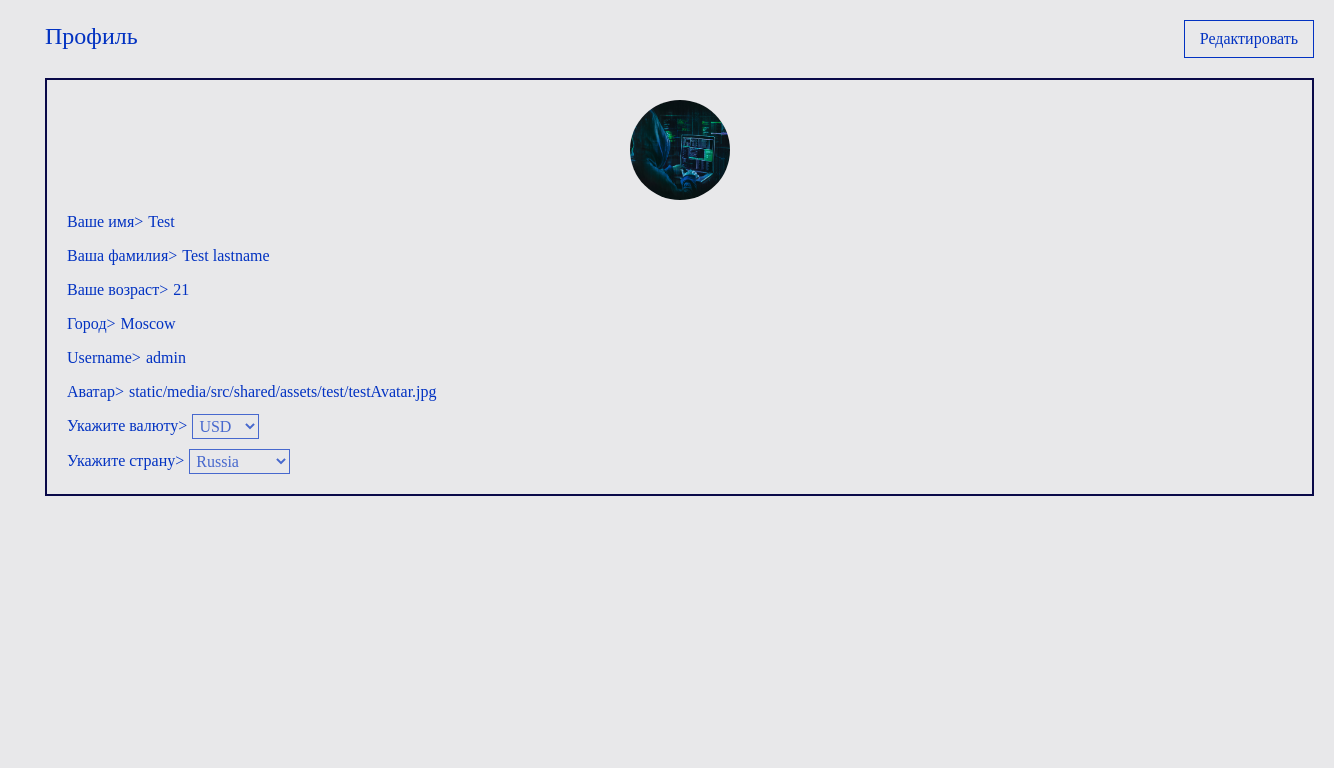 Профиль
Редактировать
Ваше имя> Test
Ваша фамилия> Test lastname
Ваше возраст> 21
Город> Moscow
Username> admin
Аватар> static/media/src/shared/assets/test/testAvatar.jpg
Укажите валюту> USD
Укажите страну> Russia